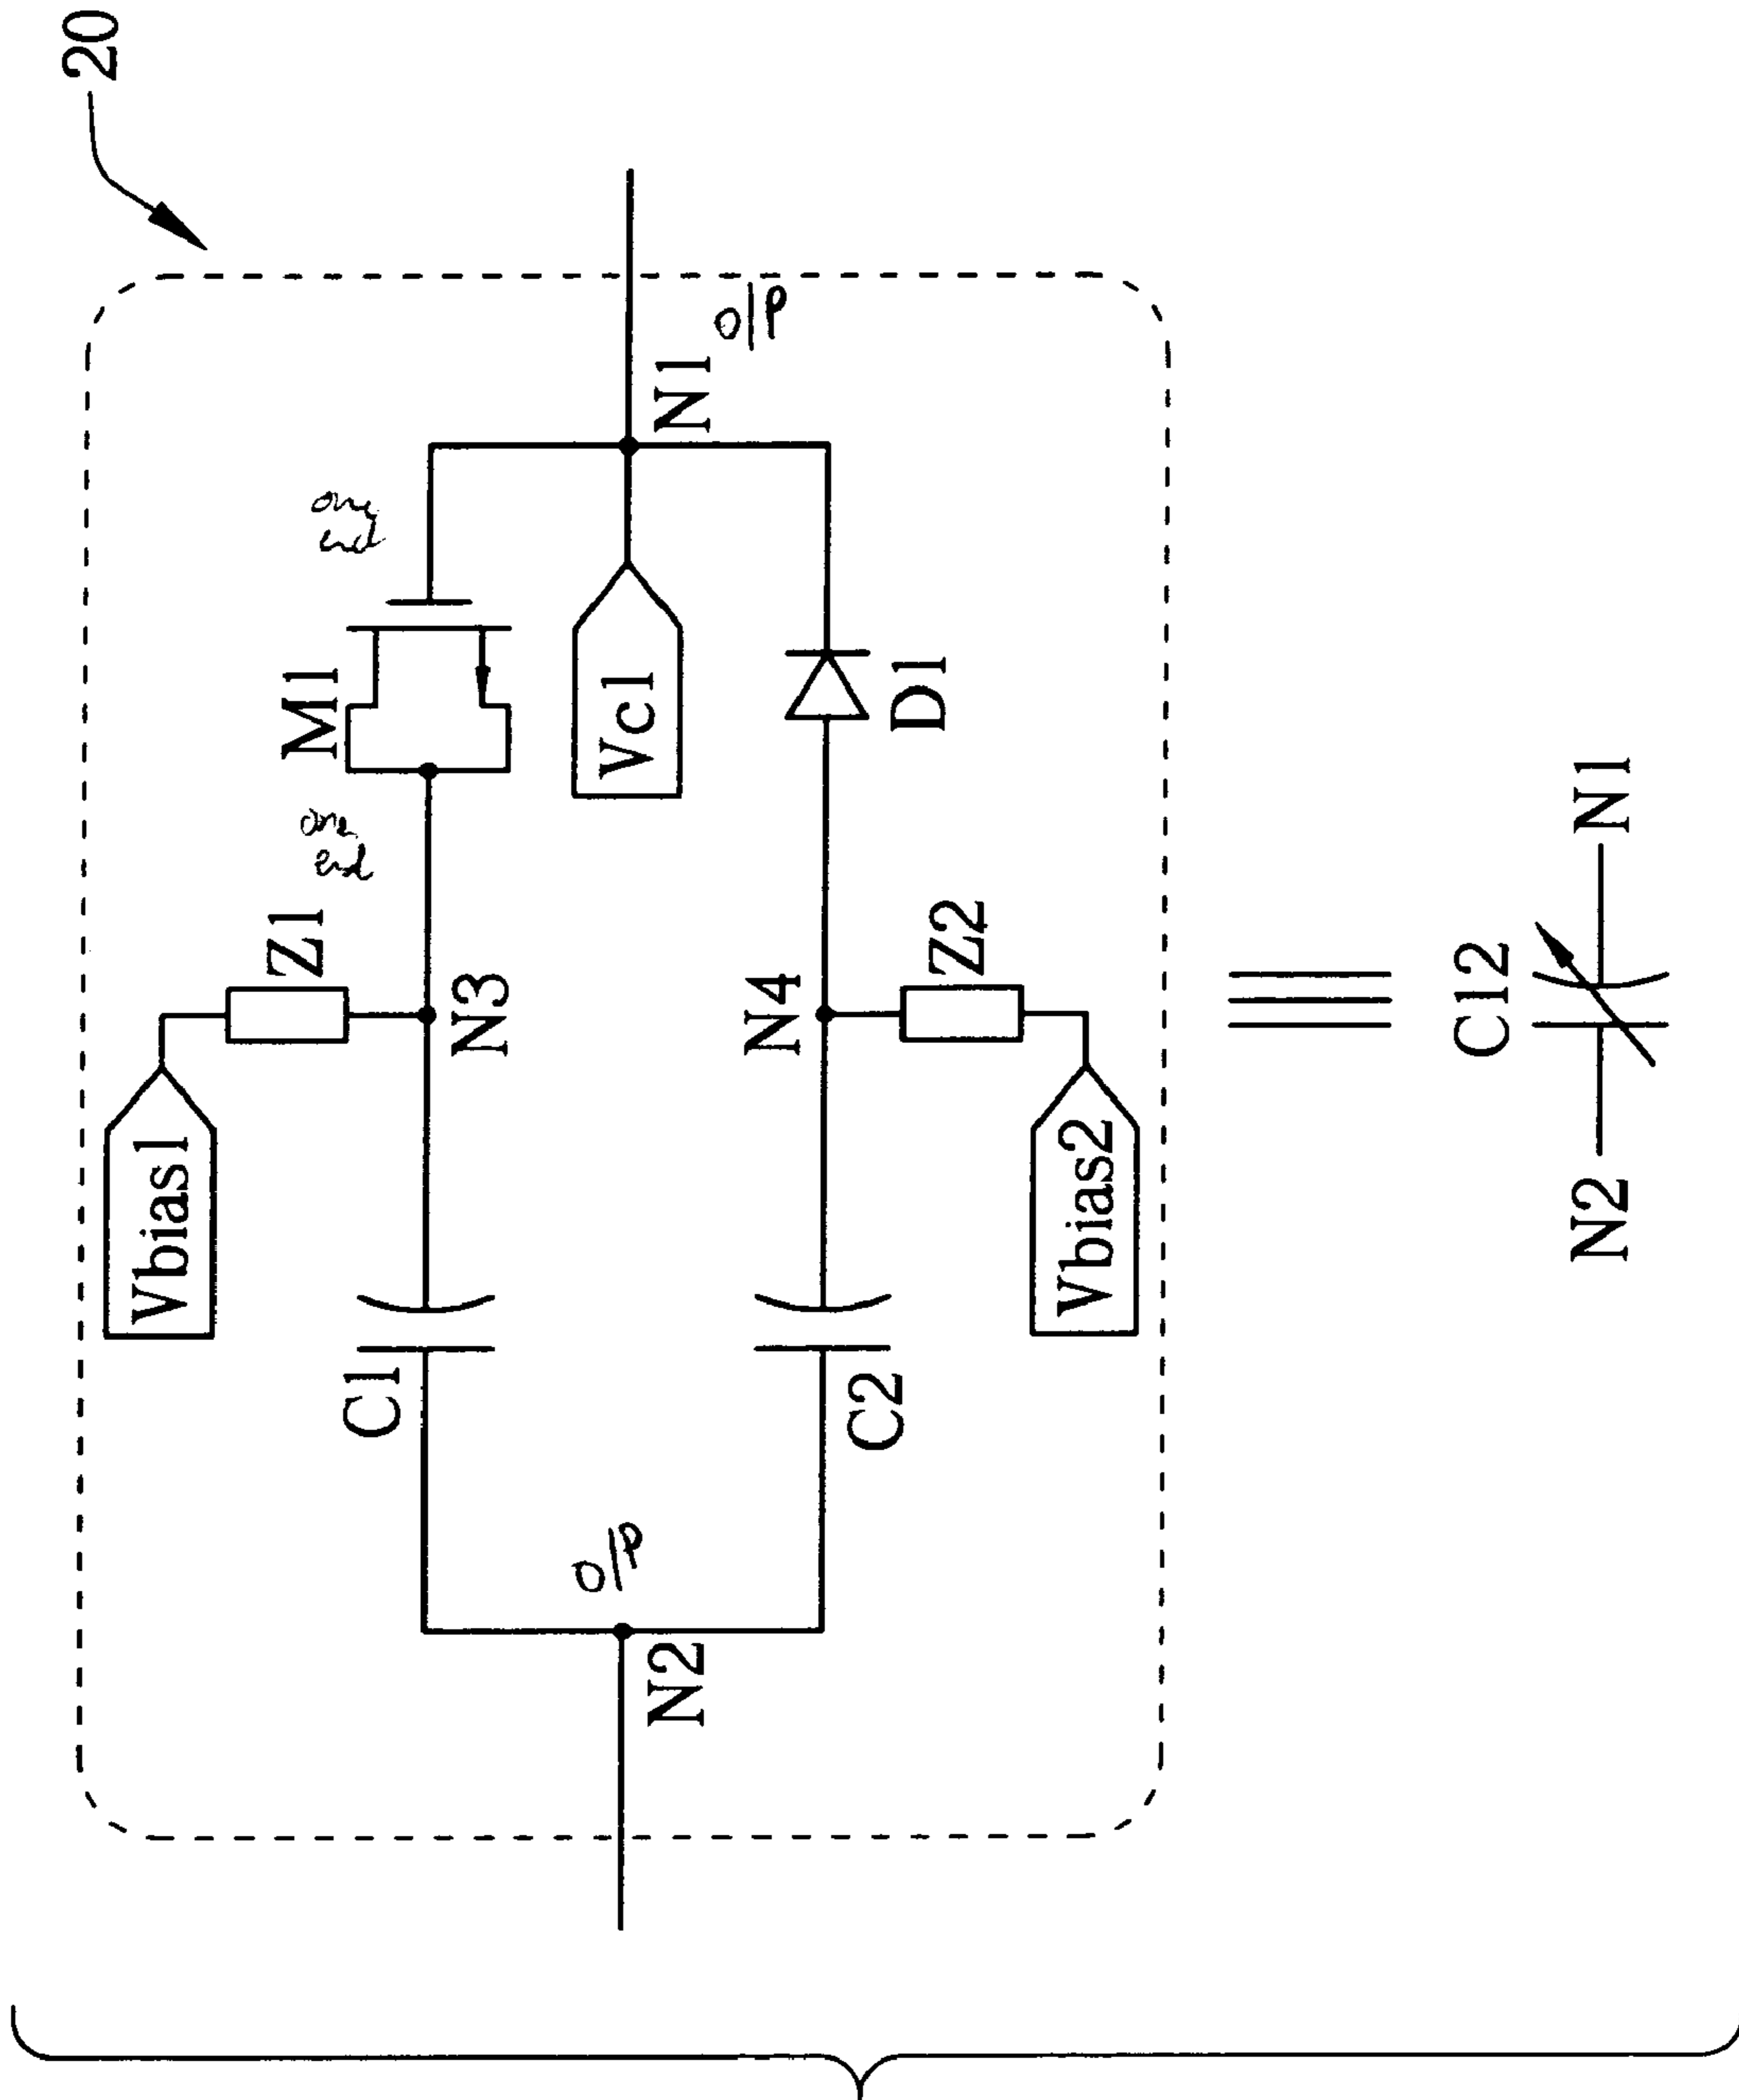 20
Vbias1
Z1
one
end
M1
one
end
C1
N3
N1
O/P
Vc1
N2
O/P
N4
D1
C2
Z2
Vbias2
C12
N2
N1